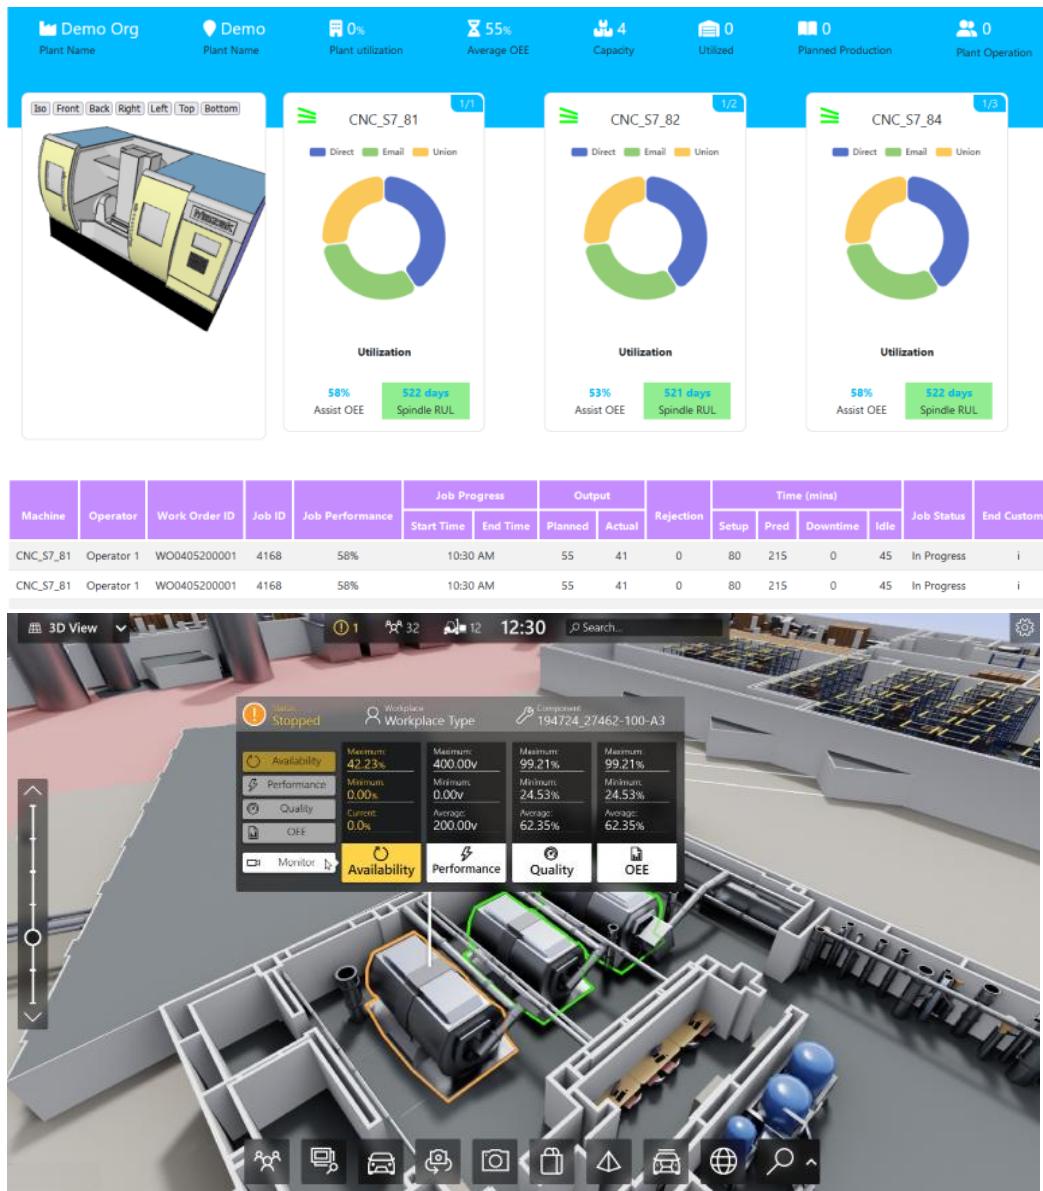 Demo Org
Plant Name
Demo
Plant Name
0%
Plant utilization
55%
Average OEE
4
Capacity
0
Utilized
0
Planned Production
0
Plant Operation
Iso Front Back Right Left Top Bottom
1/1
CNC_S7_81
Direct Email Union
Utilization
58%
Assist OEE
522 days
Spindle RUL
1/2
CNC_S7_82
Direct Email Union
Utilization
53%
Assist OEE
521 days
Spindle RUL
1/3
CNC_S7_84
Direct Email Union
Utilization
58%
Assist OEE
522 days
Spindle RUL
Machine Operator Work Order ID Job ID Job Performance Job Progress Output Rejection Time (mins) Job Status End Custom
Start Time End Time Planned Actual Setup Pred Downtime Idle
CNC_S7_81 Operator 1 WO0405200001 4168 58% 10:30 AM 55 41 0 80 215 0 45 In Progress i
CNC_S7_81 Operator 1 WO0405200001 4168 58% 10:30 AM 55 41 0 80 215 0 45 In Progress i
3D View 1 32 12 12:30 Search...
Status:
Stopped
Workplace
Workplace Type
Component
194724_27462-100-A3
Availability
Performance
Quality
OEE
Monitor
Maximum:
42.23%
Minimum:
0.00%
Current:
0.0%
Availability
Maximum:
400.00v
Minimum:
0.00v
Average:
200.00v
Performance
Maximum:
99.21%
Minimum:
24.53%
Average:
62.35%
Quality
Maximum:
99.21%
Minimum:
24.53%
Average:
62.35%
OEE